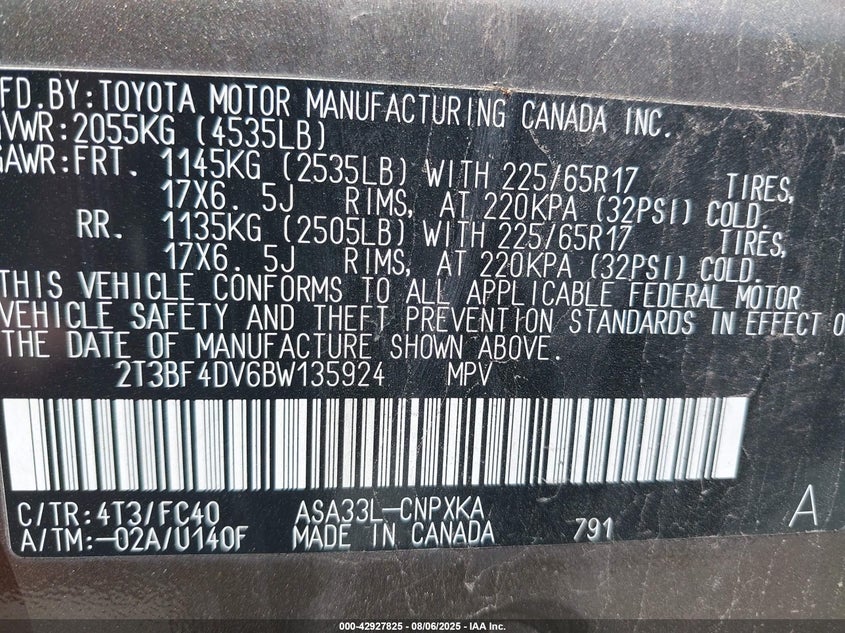 FD.BY:TOYOTA MOTOR MANUFACTURING CANADA INC.
VWR:2055KG (4535LB)
GAWR:FRT. 1145KG (2535LB) WITH 225/65R17 TIRES,
17X6. 5J RIMS, AT 220KPA (32PSI) COLD.
RR. 1135KG (2505LB) WITH 225/65R17 TIRES,
17X6. 5J RIMS, AT 220KPA (32PSI) COLD.
THIS VEHICLE CONFORMS TO ALL APPLICABLE FEDERAL MOTOR
VEHICLE SAFETY AND THEFT PREVENTION STANDARDS IN EFFECT O
THE DATE OF MANUFACTURE SHOWN ABOVE.
2T3BF4DV6BW135924 MPV
C/TR:4T3/FC40 ASA33L-CNPXKA A
A/TM:-02A/U140F MADE IN CANADA 791
000-42927825 - 08/06/2025 - IAA Inc.